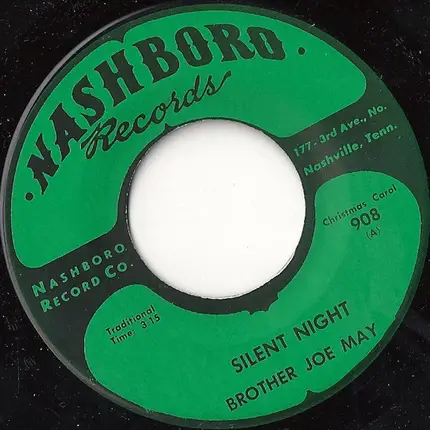 · NASHBORO ·
Records
177-3rd Ave., No.
Nashville, Tenn.
NASHBORO
RECORD CO.
Christmas Carol
908
(A)
Traditional
Time: 3:15
SILENT NIGHT
BROTHER JOE MAY